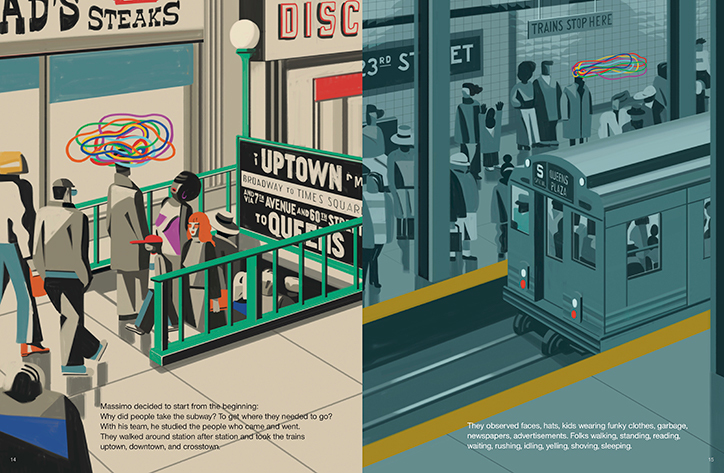 AD'S
STEAKS
DISC
UPTOWN
BROADWAY TO TIMES SQUAR
AND 7TH AVENUE AND 60TH ST
VIA
TO QUEENS
Massimo decided to start from the beginning:
Why did people take the subway? To get where they needed to go?
With his team, he studied the people who came and went.
They walked around station after station and took the trains
uptown, downtown, and crosstown.
14
TRAINS STOP HERE
3RD STREET
S
SPECIAL
QUEENS
PLAZA
They observed faces, hats, kids wearing funky clothes, garbage,
newspapers, advertisements. Folks walking, standing, reading,
waiting, rushing, idling, yelling, shoving, sleeping.
15